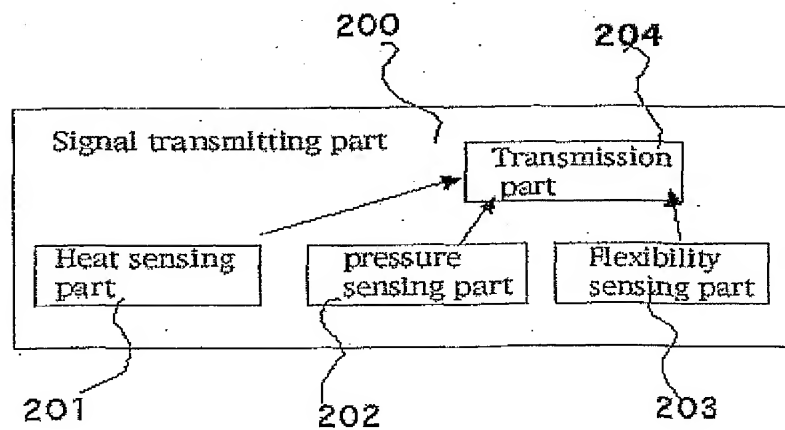 200
204
Signal transmitting part
Transmission
part
Heat sensing
part
pressure
sensing part
Flexibility
sensing part
201
202
203